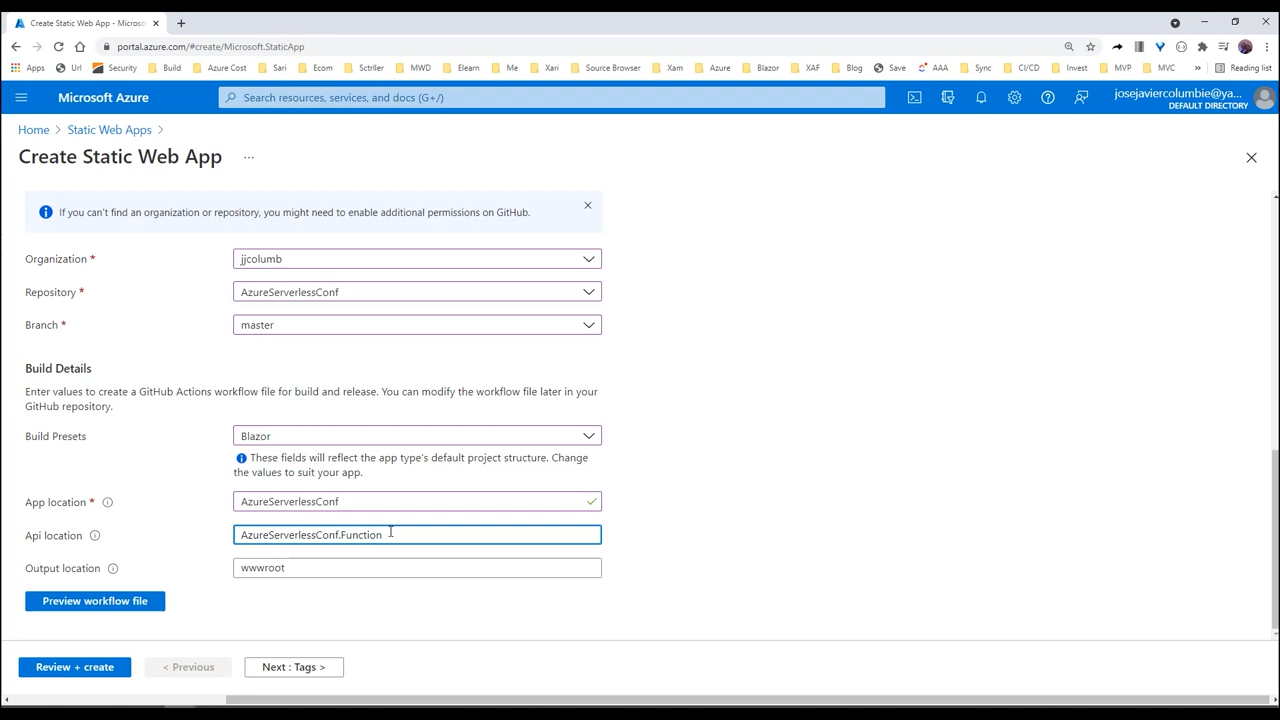 Create Static Web App - Microso
portal.azure.com/#create/Microsoft.StaticApp
Apps Url Security Build Azure Cost Sari Ecom Sctrller MWD Elearn Me Xari Source Browser Xam Azure Blazor XAF Blog Save AAA Sync CI/CD Invest MVP MVC » Reading list
Microsoft Azure
Search resources, services, and docs (G+/)
josejaviercolumbie@ya...
DEFAULT DIRECTORY
Home > Static Web Apps >
Create Static Web App ...
If you can't find an organization or repository, you might need to enable additional permissions on GitHub.
Organization * jjcolumb
Repository * AzureServerlessConf
Branch * master
Build Details
Enter values to create a GitHub Actions workflow file for build and release. You can modify the workflow file later in your
GitHub repository.
Build Presets Blazor
These fields will reflect the app type's default project structure. Change
the values to suit your app.
App location * AzureServerlessConf
Api location AzureServerlessConf.Function
Output location wwwroot
Preview workflow file
Review + create < Previous Next : Tags >